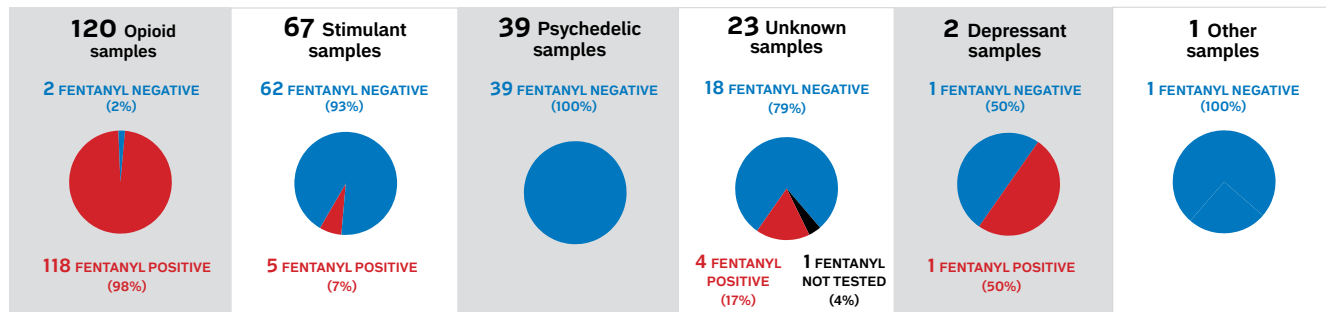 120 Opioid
samples
2 FENTANYL NEGATIVE
(2%)
118 FENTANYL POSITIVE
(98%)
67 Stimulant
samples
62 FENTANYL NEGATIVE
(93%)
5 FENTANYL POSITIVE
(7%)
39 Psychedelic
samples
39 FENTANYL NEGATIVE
(100%)
23 Unknown
samples
18 FENTANYL NEGATIVE
(79%)
4 FENTANYL
POSITIVE
(17%)
1 FENTANYL
NOT TESTED
(4%)
2 Depressant
samples
1 FENTANYL NEGATIVE
(50%)
1 FENTANYL POSITIVE
(50%)
1 Other
samples
1 FENTANYL NEGATIVE
(100%)